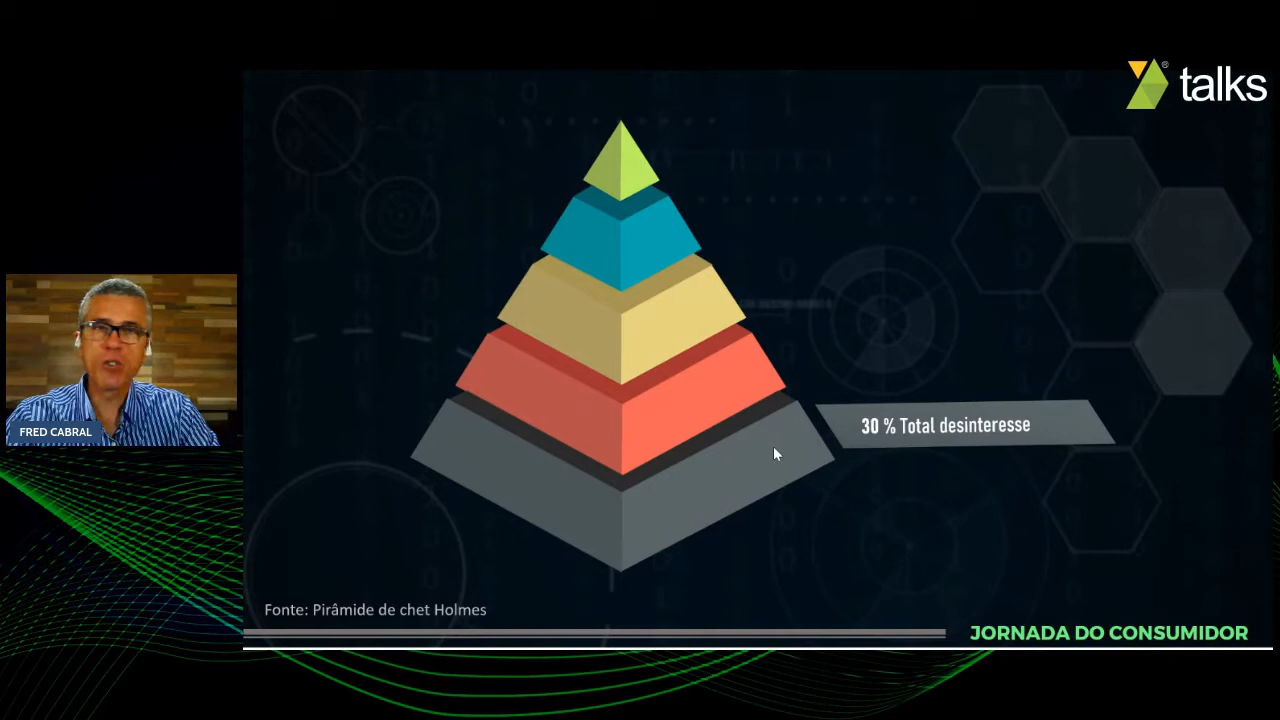 talks
®
30 % Total desinteresse
FRED CABRAL
Fonte: Pirâmide de chet Holmes
JORNADA DO CONSUMIDOR